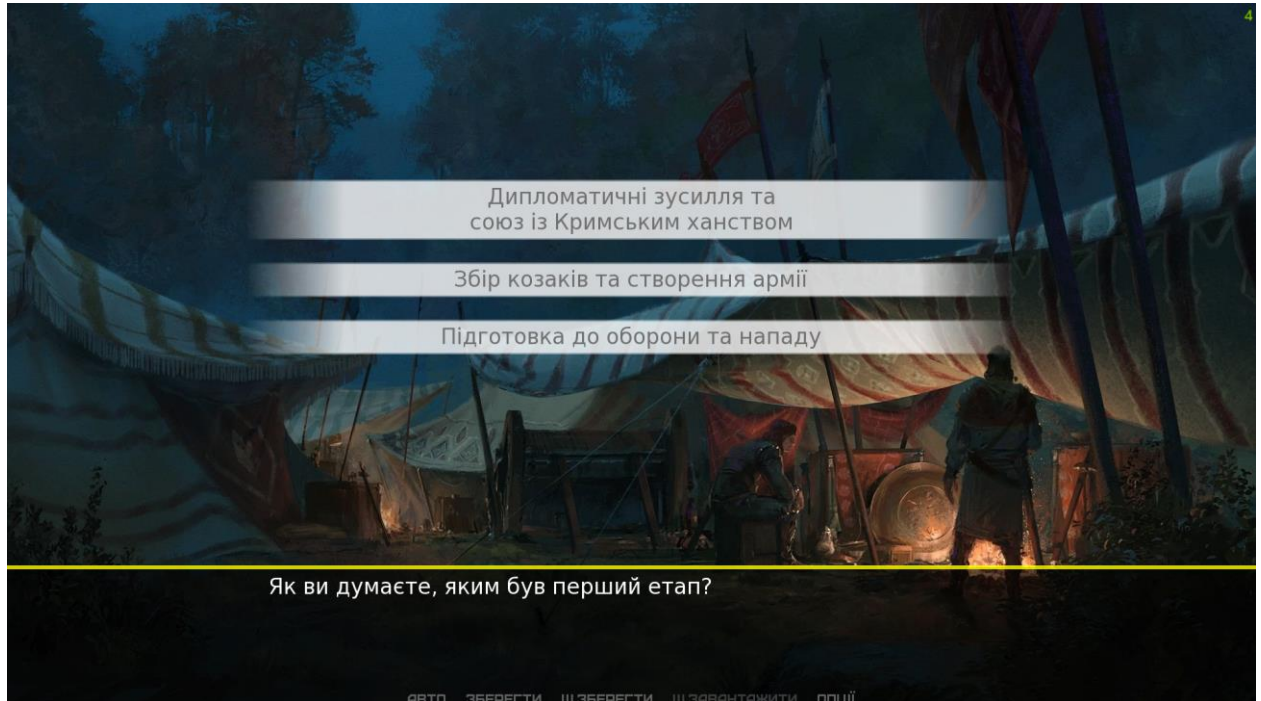 4
Дипломатичні зусилля та
союз із Кримським ханством
Збір козаків та створення армії
Підготовка до оборони та нападу
Як ви думаєте, яким був перший етап?
АВТО ЗБЕРЕГТИ Ш.ЗБЕРЕГТИ Ш.ЗАВАНТАЖИТИ ОПЦІЇ